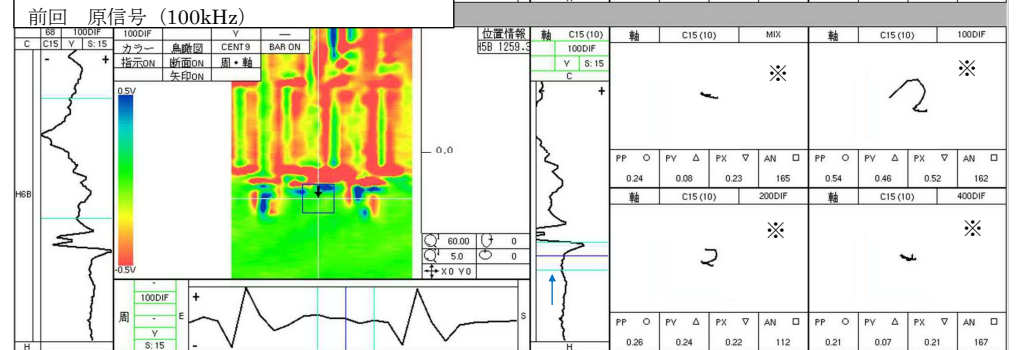 前回 原信号（100kHz）
68 100DIF
C C15 Y S:15
- +
H6B
H
100DIF Y —
カラー 鳥瞰図 CENT9 BAR ON
指示ON 断面ON 周・軸
矢印ON
0.5V
-0.5V
0.0
60.00 0
5.0 0
X0 Y0
位置情報
H5B 1259.3
周
-
100DIF
-
Y
S:15
E
+
-
S
軸 C15(10)
100DIF
Y S:15
C
+
H
軸 C15(10) MIX
※
PP ○ PY △ PX ▽ AN □
0.24 0.08 0.23 165
軸 C15(10) 100DIF
※
PP ○ PY △ PX ▽ AN □
0.54 0.46 0.52 162
軸 C15(10) 200DIF
※
PP ○ PY △ PX ▽ AN □
0.26 0.24 0.22 112
軸 C15(10) 400DIF
※
PP ○ PY △ PX ▽ AN □
0.21 0.07 0.21 167